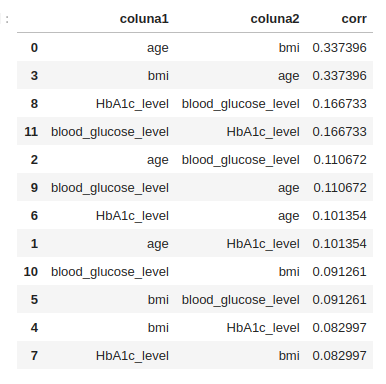 : coluna1 coluna2 corr
0 age bmi 0.337396
3 bmi age 0.337396
8 HbA1c_level blood_glucose_level 0.166733
11 blood_glucose_level HbA1c_level 0.166733
2 age blood_glucose_level 0.110672
9 blood_glucose_level age 0.110672
6 HbA1c_level age 0.101354
1 age HbA1c_level 0.101354
10 blood_glucose_level bmi 0.091261
5 bmi blood_glucose_level 0.091261
4 bmi HbA1c_level 0.082997
7 HbA1c_level bmi 0.082997